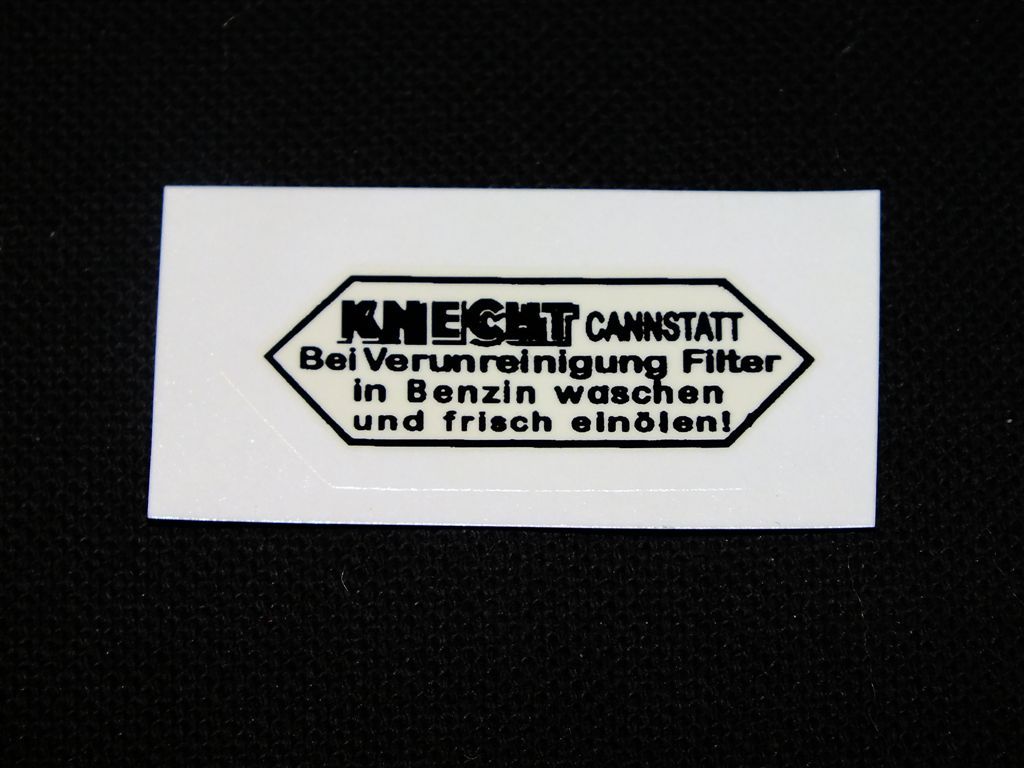 KNECHT CANNSTATT
Bei Verunreinigung Filter
in Benzin waschen
und frisch einölen!